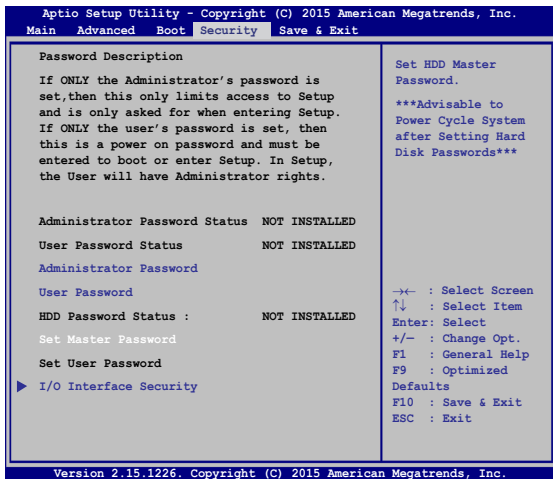 Aptio Setup Utility - Copyright (C) 2015 American Megatrends, Inc.
Main Advanced Boot Security Save & Exit
Password Description
If ONLY the Administrator's password is
set,then this only limits access to Setup
and is only asked for when entering Setup.
If ONLY the user's password is set, then
this is a power on password and must be
entered to boot or enter Setup. In Setup,
the User will have Administrator rights.
Administrator Password Status NOT INSTALLED
User Password Status NOT INSTALLED
Administrator Password
User Password
HDD Password Status : NOT INSTALLED
Set Master Password
Set User Password
I/O Interface Security
Set HDD Master
Password.
***Advisable to
Power Cycle System
after Setting Hard
Disk Passwords***
→← : Select Screen
↑↓ : Select Item
Enter: Select
+/— : Change Opt.
F1 : General Help
F9 : Optimized
Defaults
F10 : Save & Exit
ESC : Exit
Version 2.15.1226. Copyright (C) 2015 American Megatrends, Inc.